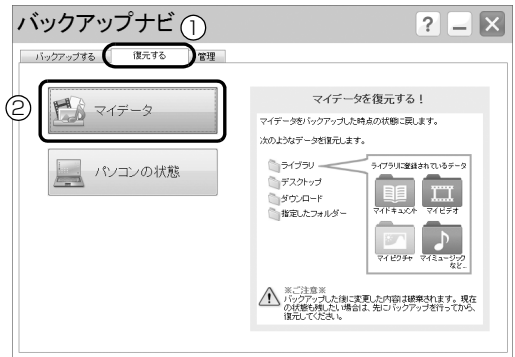 バックアップナビ ①
? － ×
バックアップする 復元する 管理
② マイデータ
パソコンの状態
マイデータを復元する！
マイデータをバックアップした時点の状態に戻します。
次のようなデータを復元します。
ライブラリ
デスクトップ
ダウンロード
指定したフォルダー
ライブラリに登録されているデータ
マイドキュメント マイビデオ
マイピクチャ マイミュージック
など...
※ご注意※
バックアップした後に変更した内容は破棄されます。現在
の状態も残したい場合は、先にバックアップを行ってから、
復元してください。